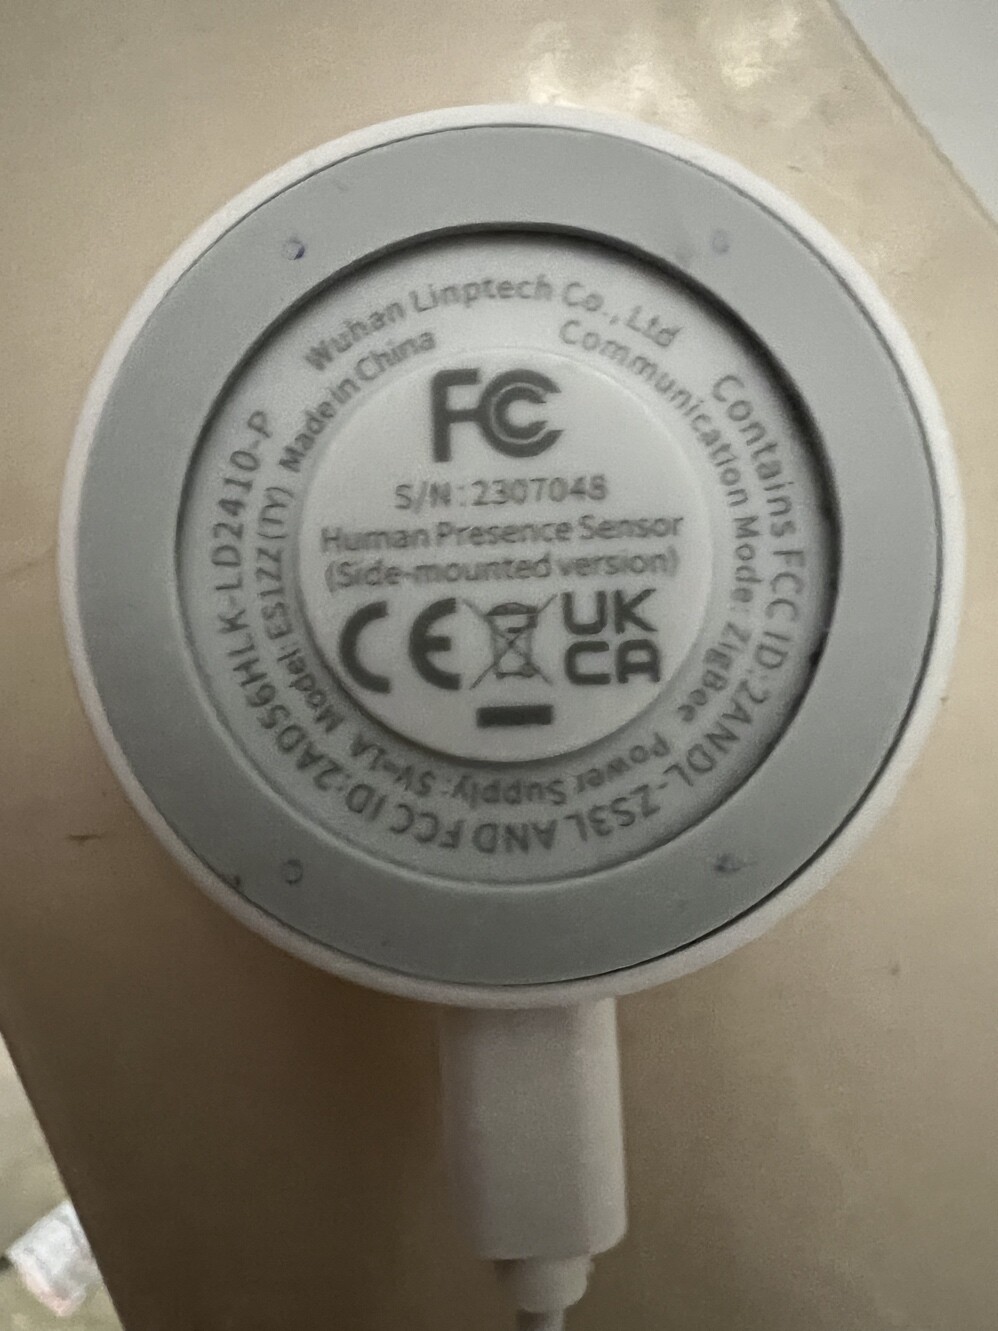 Wuhan Linptech Co., Ltd
Contains FCC ID:2ANDL-ZS3L AND FCC ID:2AD56HLK-LD2410-P
Made in China
Communication Mode: ZigBee
Power Supply: 5V⎓1A
Model: ES1ZZ(TY)
FC
S/N:2307048
Human Presence Sensor
(Side-mounted version)
CE
UK
CA